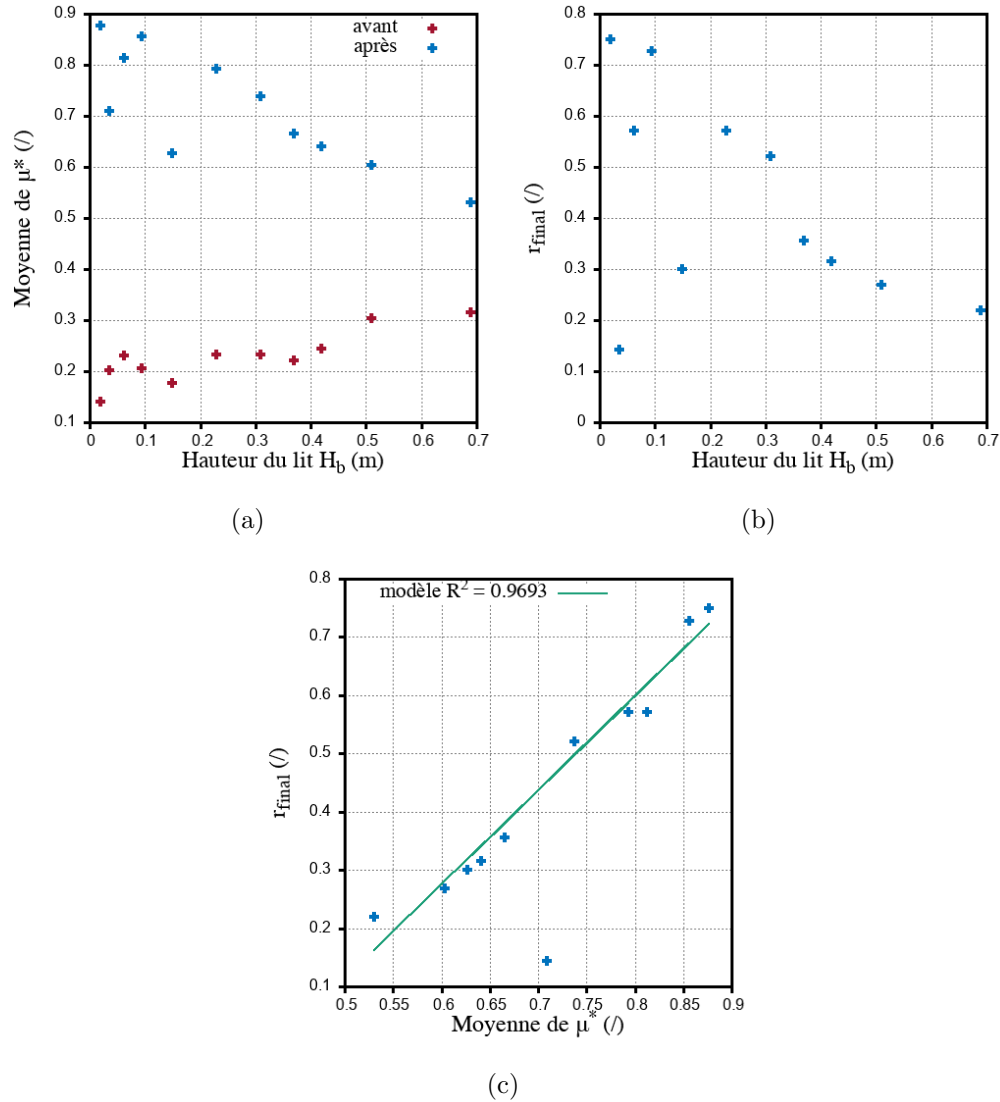 avant
après
0.9
0.8
0.7
0.6
0.5
0.4
0.3
0.2
0.1
Moyenne de μ* (/)
0 0.1 0.2 0.3 0.4 0.5 0.6 0.7
Hauteur du lit H_b (m)
(a)
0.8
0.7
0.6
0.5
0.4
0.3
0.2
0.1
0
r_final (/)
0 0.1 0.2 0.3 0.4 0.5 0.6 0.7
Hauteur du lit H_b (m)
(b)
modèle R² = 0.9693
0.8
0.7
0.6
0.5
0.4
0.3
0.2
0.1
r_final (/)
0.5 0.55 0.6 0.65 0.7 0.75 0.8 0.85 0.9
Moyenne de μ* (/)
(c)